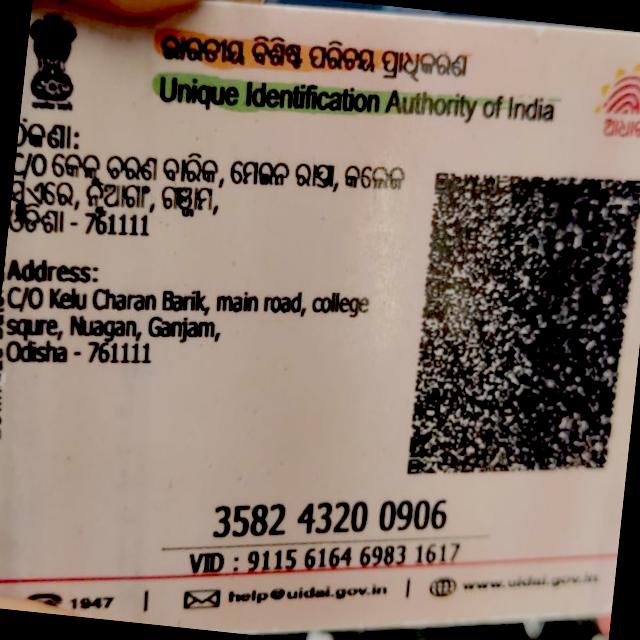 ଭାରତୀୟ ବିଶିଷ୍ଟ ପରିଚୟ ପ୍ରାଧିକରଣ
Unique Identification Authority of India
ଠିକଣା:
C/O କେଳୁ ଚରଣ ବାରିକ, ମେଇନ ରାସ୍ତା, କଲେଜ
ନୂଆଗାଁ, ଗଞ୍ଜାମ,
ଓଡିଶା - 761111
Address:
C/O Kelu Charan Barik, main road, college
squre, Nuagan, Ganjam,
Odisha - 761111
3582 4320 0906
VID : 9115 6164 6983 1617
1947 | help@uidai.gov.in | www.uidai.gov.in